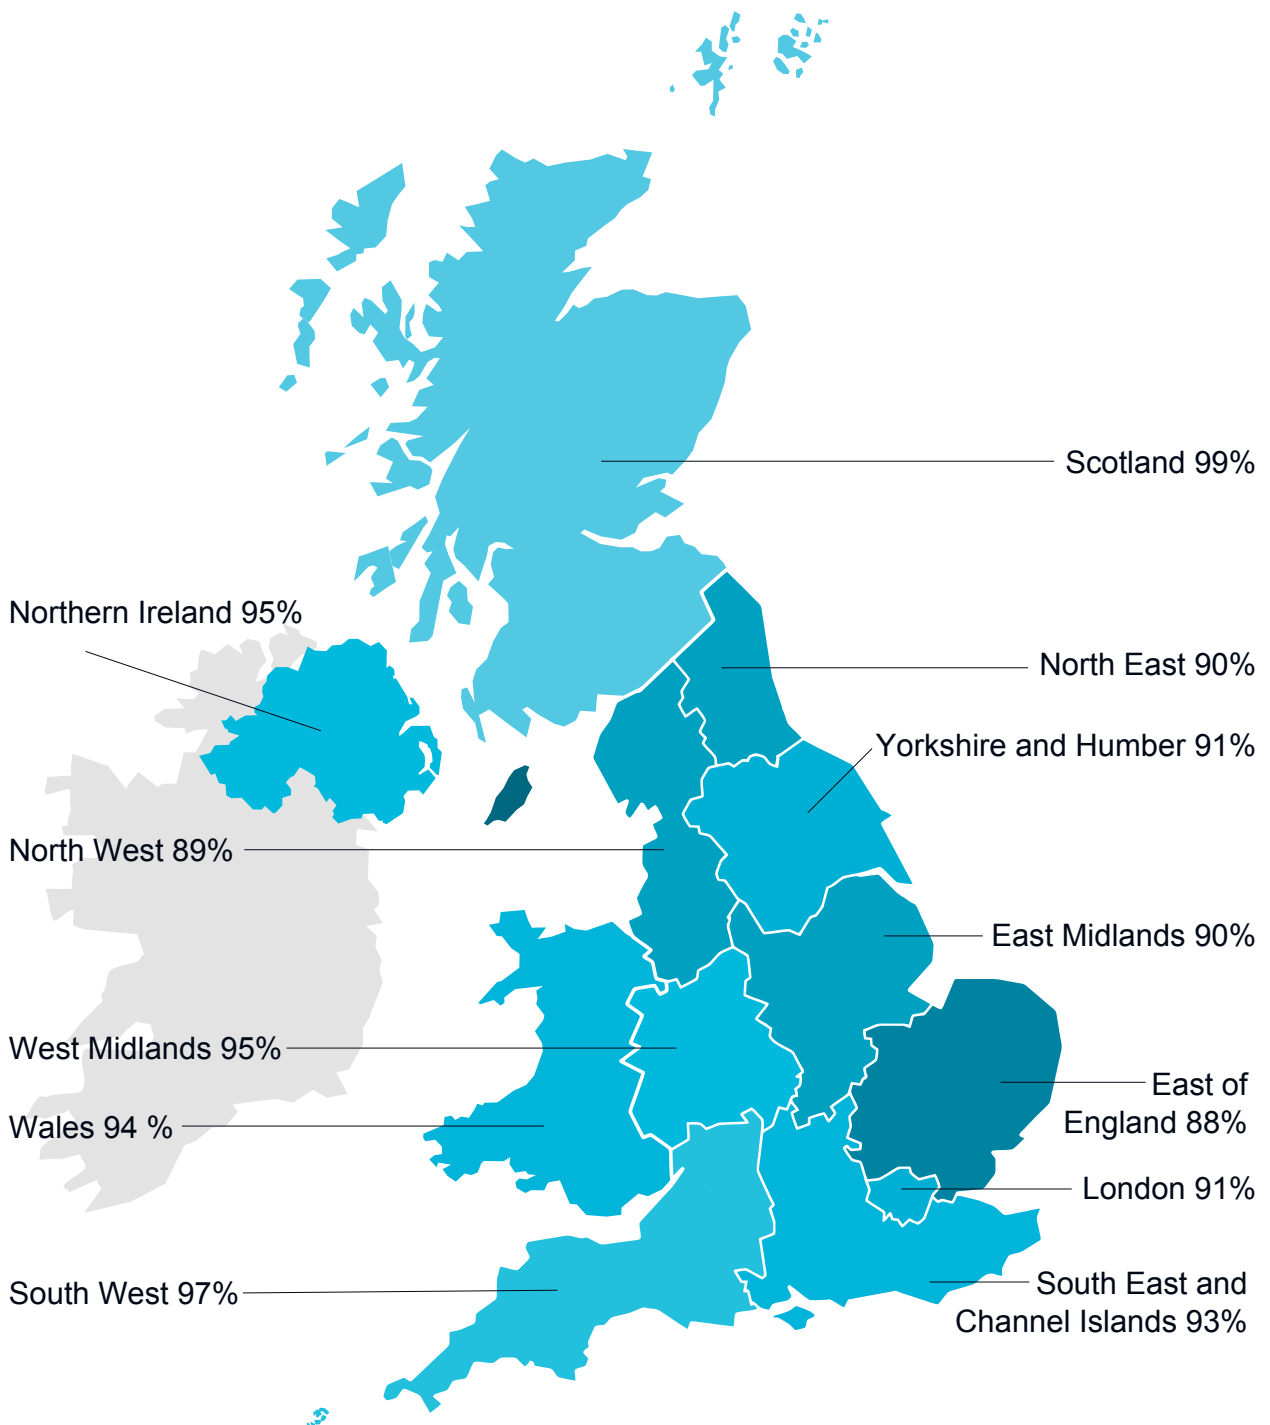 Scotland 99%
Northern Ireland 95%
North East 90%
Yorkshire and Humber 91%
North West 89%
East Midlands 90%
West Midlands 95%
East of
England 88%
Wales 94 %
London 91%
South West 97%
South East and
Channel Islands 93%